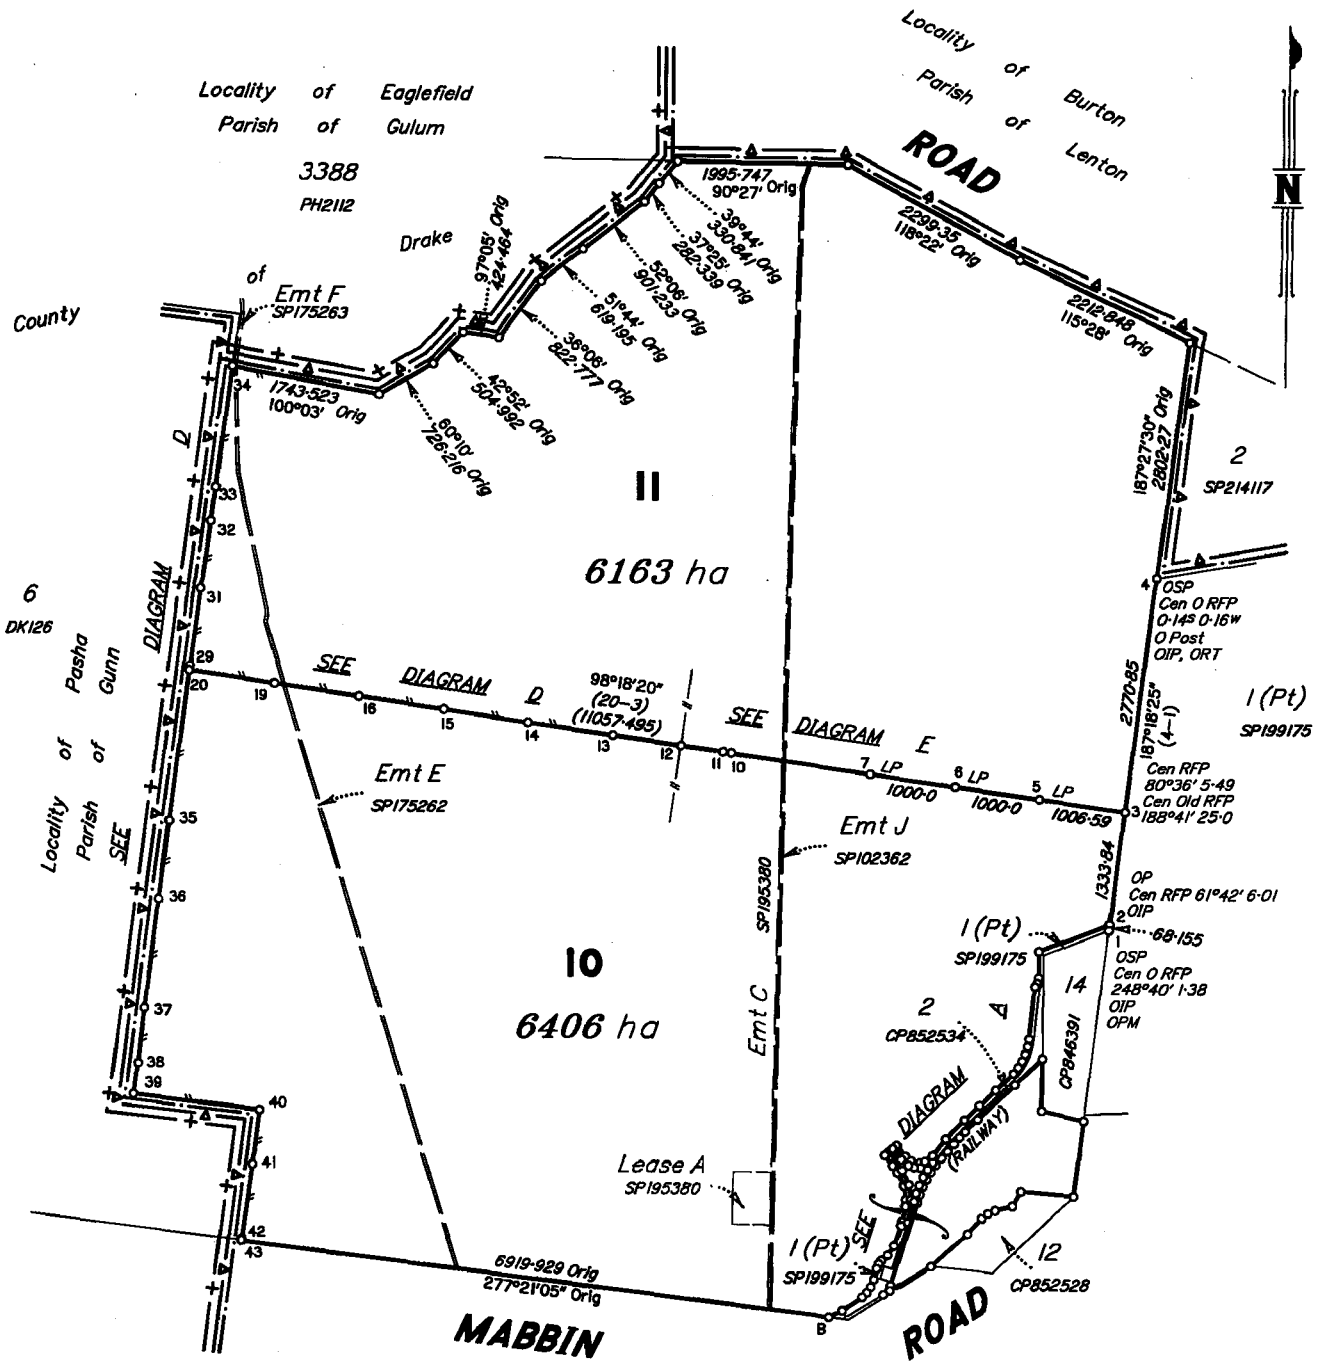 Locality of Eaglefield
Parish of Gulum
3388
PH2112
Locality of Burton
Parish of Lenton
ROAD
N
County of Drake
Emt F
SP175263
97°05' Orig
424·464
1995·747
90°27' Orig
39°44'
330·841 Orig
37°25'
282·339 Orig
52°06'
901·233 Orig
51°44'
619·195 Orig
36°06'
822·777 Orig
42°52'
504·992 Orig
60°10'
726·216 Orig
1743·523
100°03' Orig
2299·35
118°22' Orig
2212·848
115°28' Orig
187°27'30" Orig
2802·27
2
SP214117
34
33
32
31
29
20
D
DIAGRAM
SEE
6
DK126
Locality of Pasha
Parish of Gunn
11
6163 ha
4
OSP
Cen O RFP
0·14S 0·16W
O Post
OIP, ORT
2770·85
187°18'25"
(4-1)
1 (Pt)
SP199175
SEE DIAGRAM D
98°18'20"
(20-3)
(11057·495)
SEE DIAGRAM E
19
16
15
14
13
12
11
10
7
LP
6
LP
5
LP
1000·0
1000·0
1006·59
3
Cen RFP
80°36' 5·49
Cen Old RFP
188°41' 25·0
Emt E
SP175262
Emt J
SP102362
SP195380
Emt C
1333·84
OP
Cen RFP 61°42' 6·01
2
OIP
68·155
1
OSP
Cen O RFP
248°40' 1·38
OIP
OPM
1 (Pt)
SP199175
14
CP846391
2
CP852534
SEE DIAGRAM A
(RAILWAY)
35
36
37
38
39
40
41
42
43
10
6406 ha
Lease A
SP195380
1 (Pt)
SP199175
12
CP852528
6919·929 Orig
277°21'05" Orig
B
MABBIN ROAD